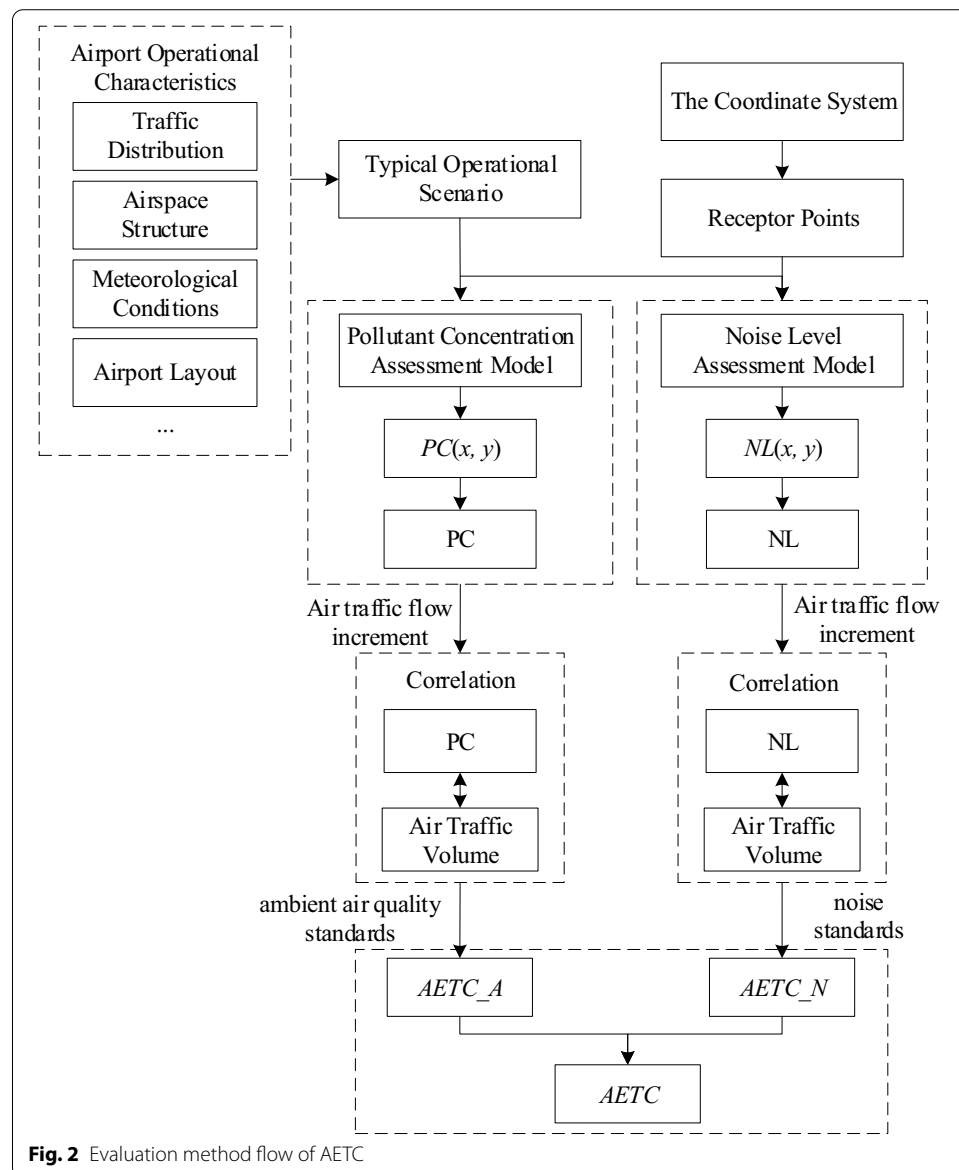 Airport Operational
Characteristics
Traffic
Distribution
Airspace
Structure
Meteorological
Conditions
Airport Layout
...
Typical Operational
Scenario
The Coordinate System
Receptor Points
Pollutant Concentration
Assessment Model
PC(x, y)
PC
Noise Level
Assessment Model
NL(x, y)
NL
Air traffic flow
increment
Air traffic flow
increment
Correlation
PC
Air Traffic
Volume
Correlation
NL
Air Traffic
Volume
ambient air quality
standards
noise
standards
AETC_A
AETC_N
AETC
Fig. 2 Evaluation method flow of AETC